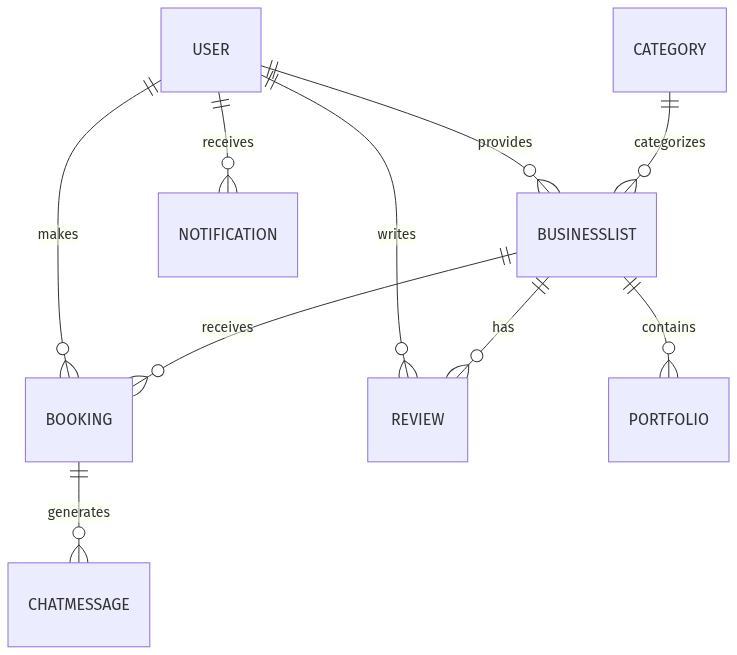 USER
CATEGORY
receives
provides
categorizes
makes
NOTIFICATION
writes
BUSINESSLIST
receives
has
contains
BOOKING
REVIEW
PORTFOLIO
generates
CHATMESSAGE